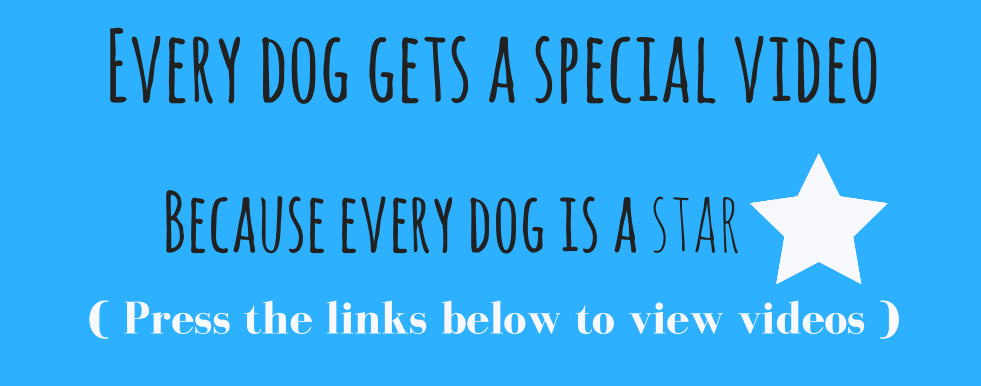 Every dog gets a special video
Because every dog is a star
( Press the links below to view videos )